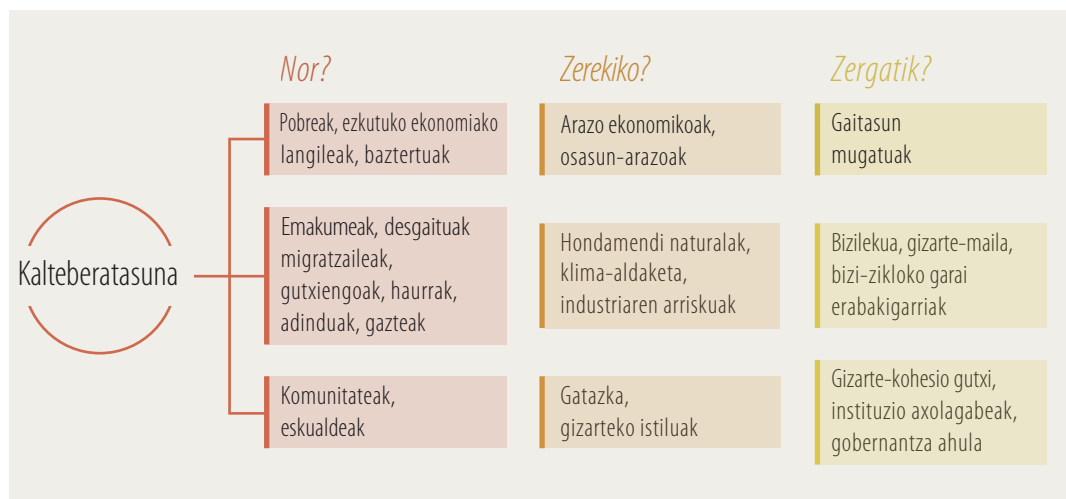 Nor?
Zerekiko?
Zergatik?
Kalteberatasuna
Pobreak, ezkutuko ekonomiako
langileak, baztertuak
Arazo ekonomikoak,
osasun-arazoak
Gaitasun
mugatuak
Emakumeak, desgaituak
migratzaileak,
gutxiengoak, haurrak,
adinduak, gazteak
Hondamendi naturalak,
klima-aldaketa,
industriaren arriskuak
Bizilekua, gizarte-maila,
bizi-zikloko garai
erabakigarriak
Komunitateak,
eskualdeak
Gatazka,
gizarteko istiluak
Gizarte-kohesio gutxi,
instituzio axolagabeak,
gobernantza ahula